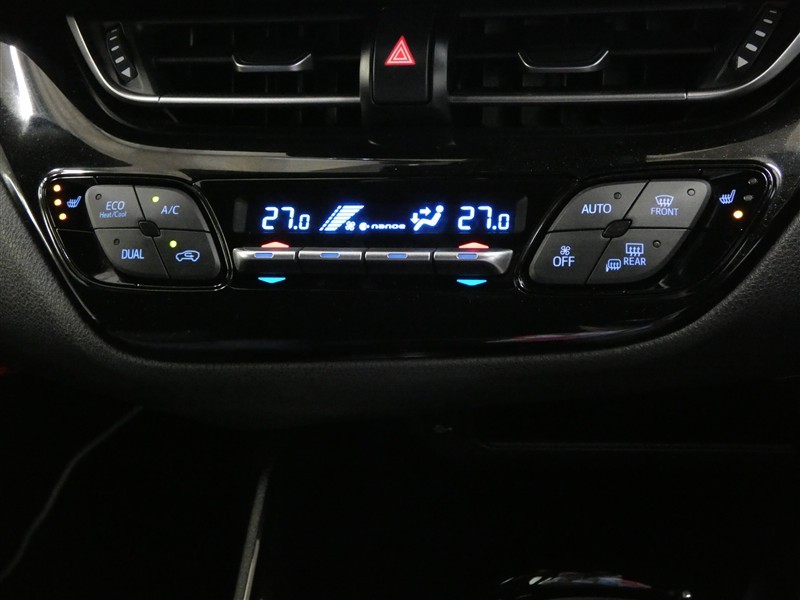 ECO
Heat/Cool
A/C
DUAL
27.0
nanoe
27.0
AUTO
FRONT
OFF
REAR